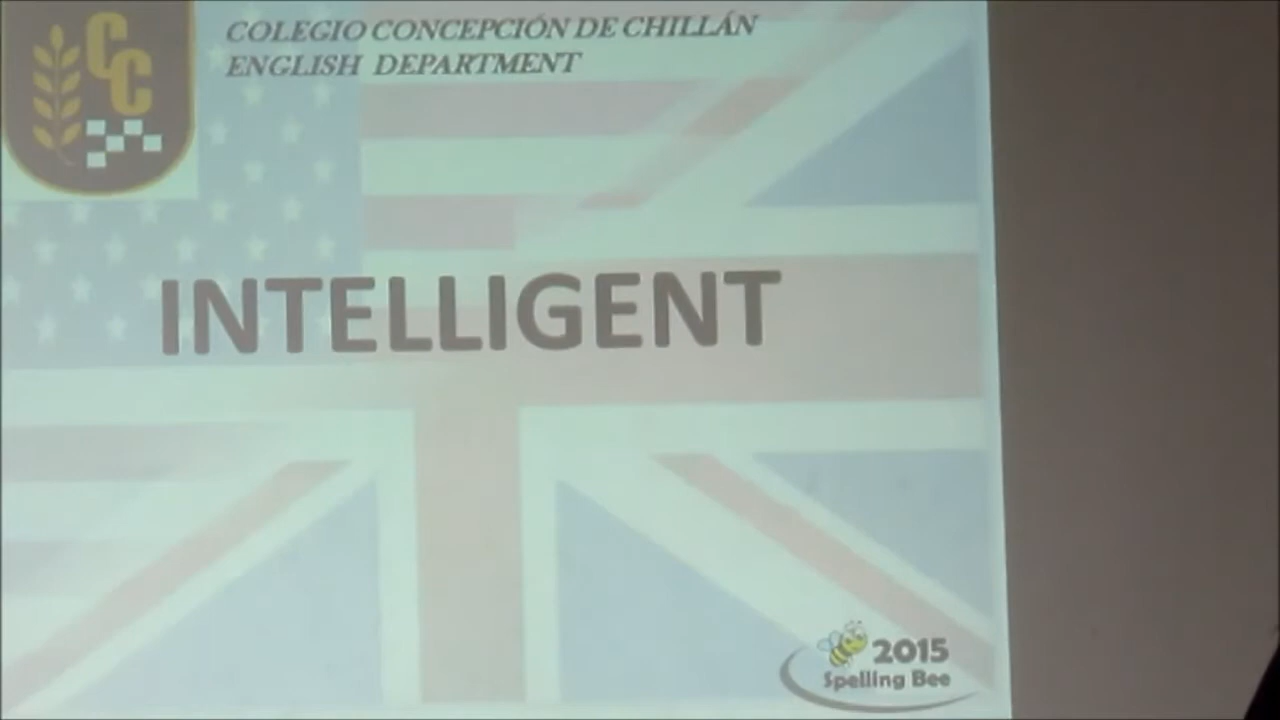 CC
COLEGIO CONCEPCIÓN DE CHILLÁN
ENGLISH DEPARTMENT
INTELLIGENT
2015
Spelling Bee